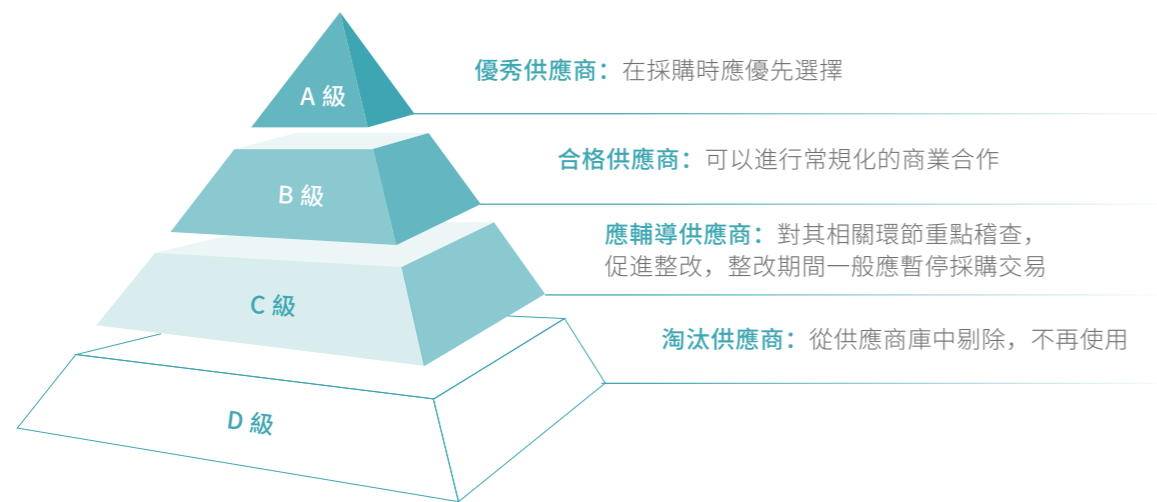 A 級
優秀供應商：在採購時應優先選擇
B 級
合格供應商：可以進行常規化的商業合作
C 級
應輔導供應商：對其相關環節重點稽查，
促進整改，整改期間一般應暫停採購交易
D 級
淘汰供應商：從供應商庫中剔除，不再使用